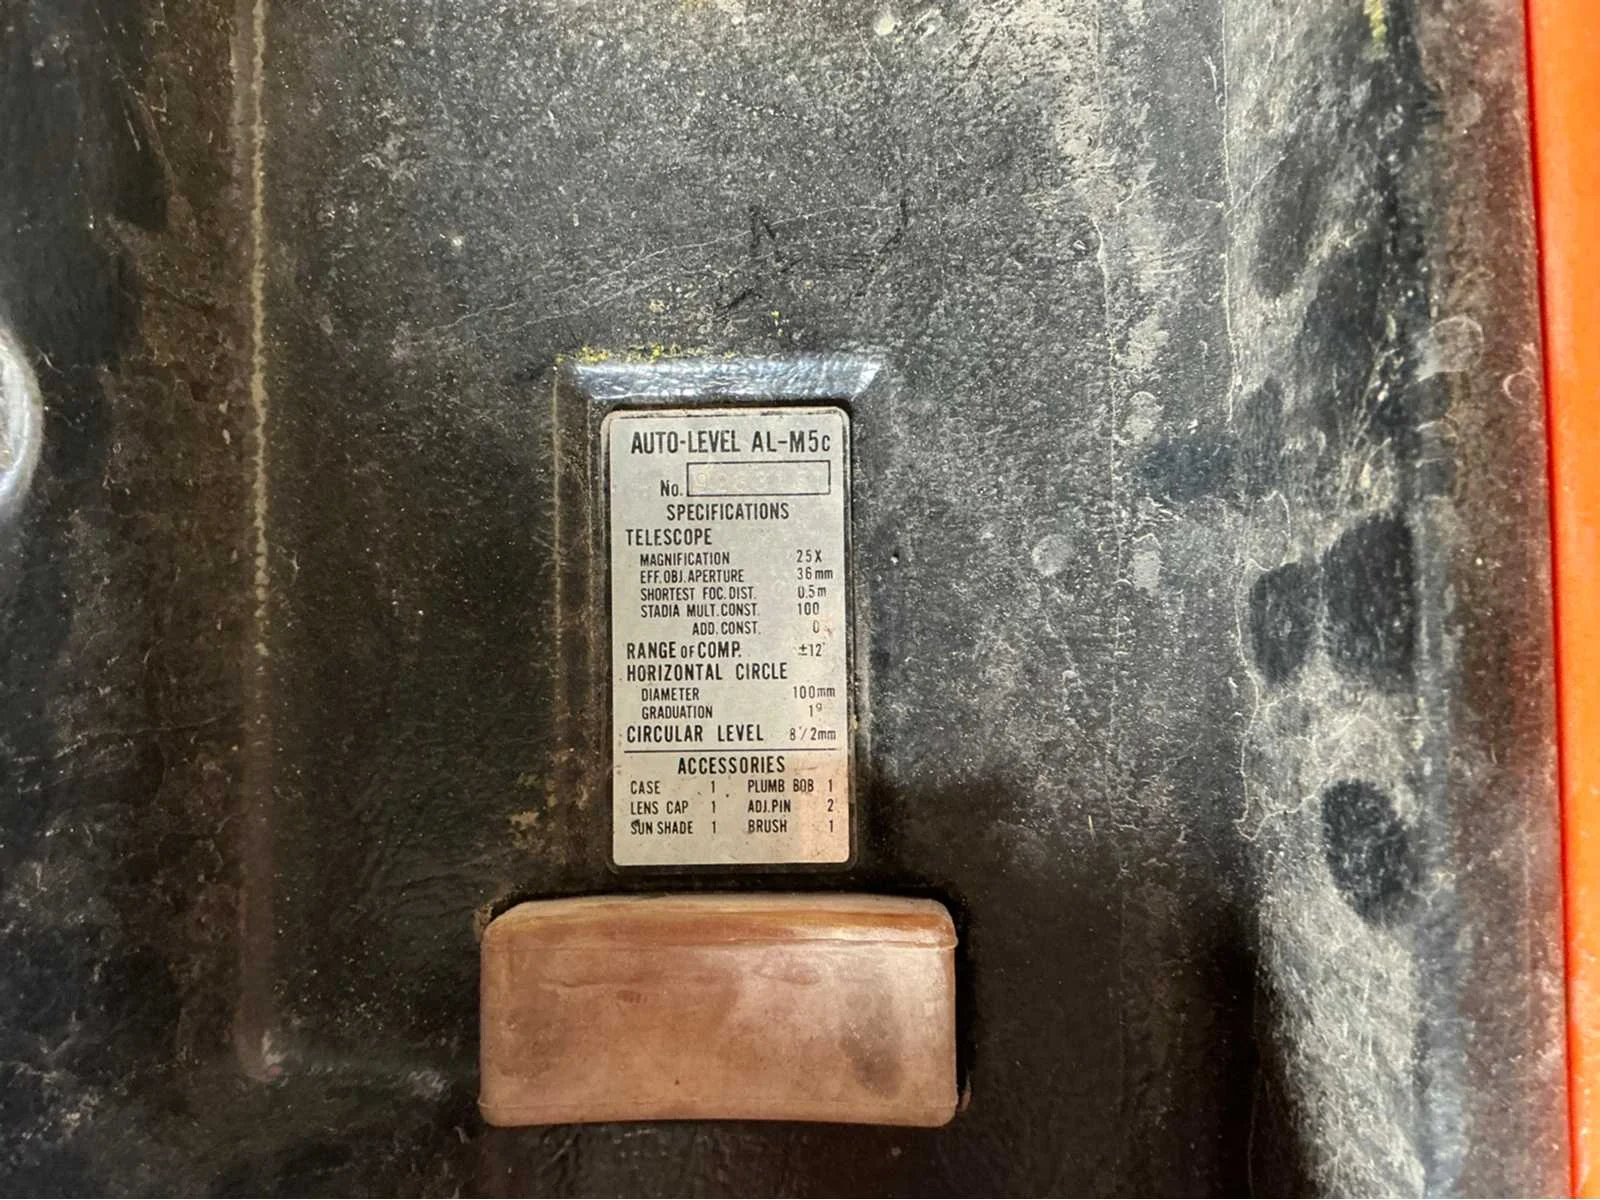 AUTO-LEVEL AL-M5c
No.
SPECIFICATIONS
TELESCOPE
MAGNIFICATION 25X
EFF. OBJ. APERTURE 36mm
SHORTEST FOC. DIST. 0.5m
STADIA MULT. CONST. 100
ADD. CONST. 0
RANGE OF COMP. ±12'
HORIZONTAL CIRCLE
DIAMETER 100mm
GRADUATION 1g
CIRCULAR LEVEL 8'/2mm
ACCESSORIES
CASE 1 PLUMB BOB 1
LENS CAP 1 ADJ. PIN 2
SUN SHADE 1 BRUSH 1